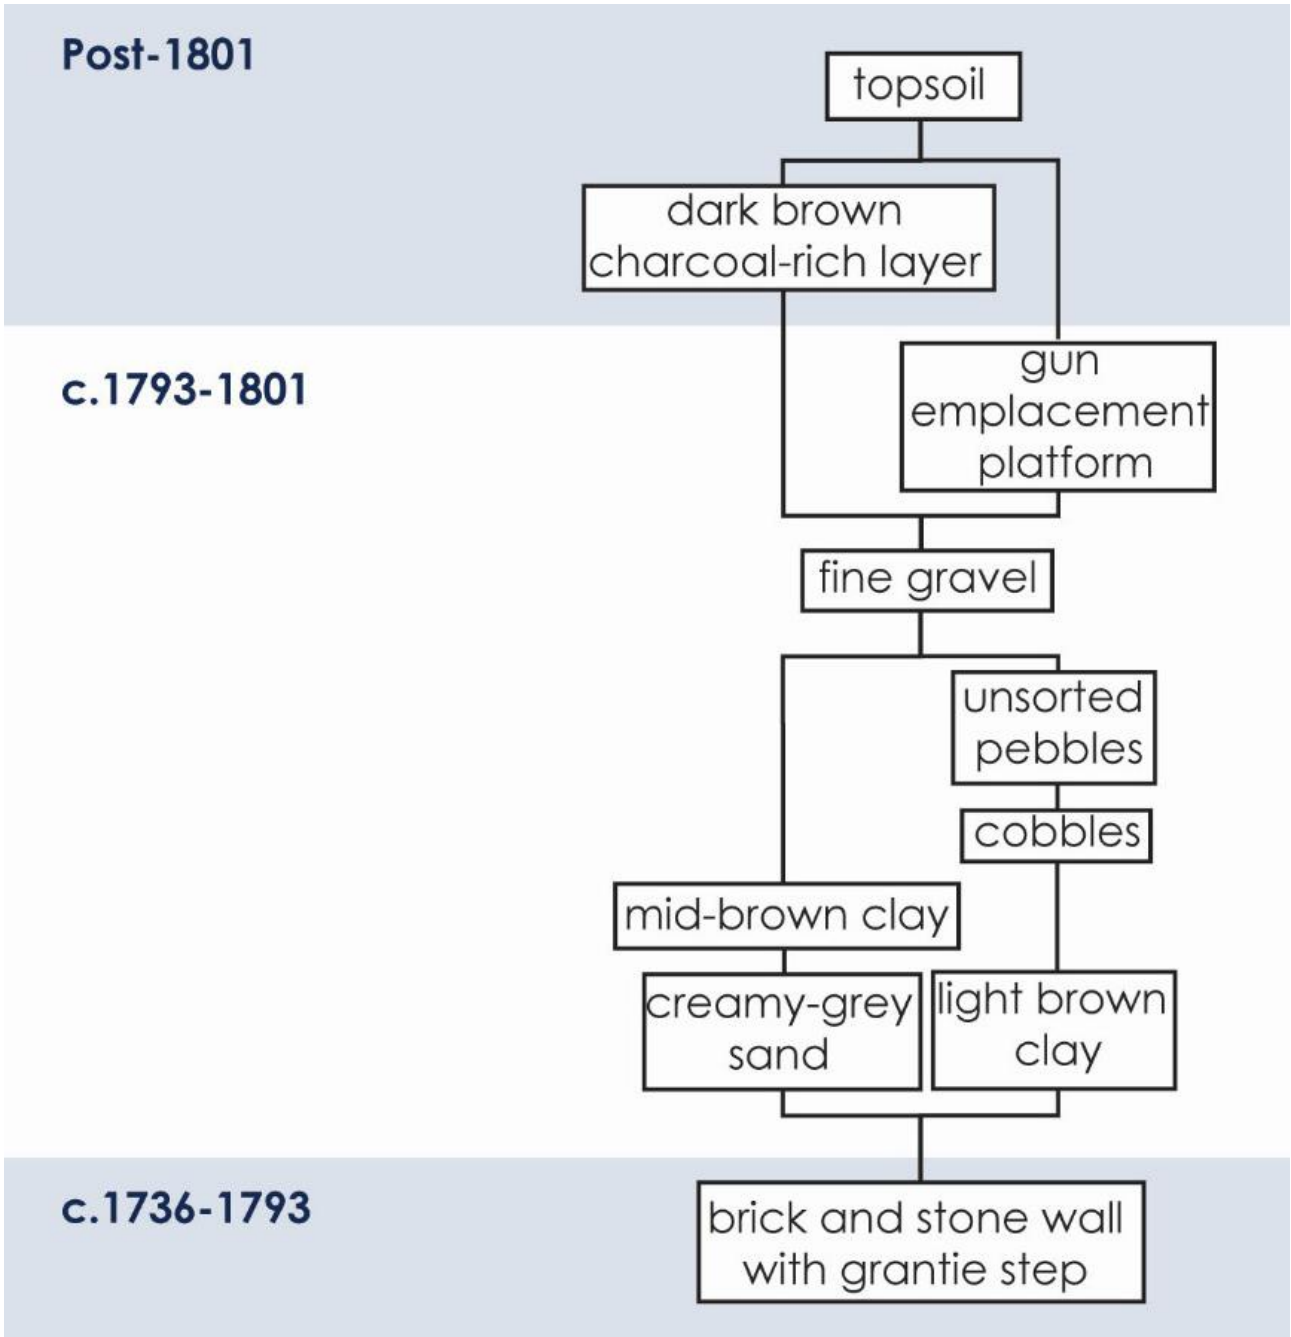 Post-1801
topsoil
dark brown
charcoal-rich layer
c.1793-1801
gun
emplacement
platform
fine gravel
unsorted
pebbles
cobbles
mid-brown clay
creamy-grey
sand
light brown
clay
c.1736-1793
brick and stone wall
with grantie step